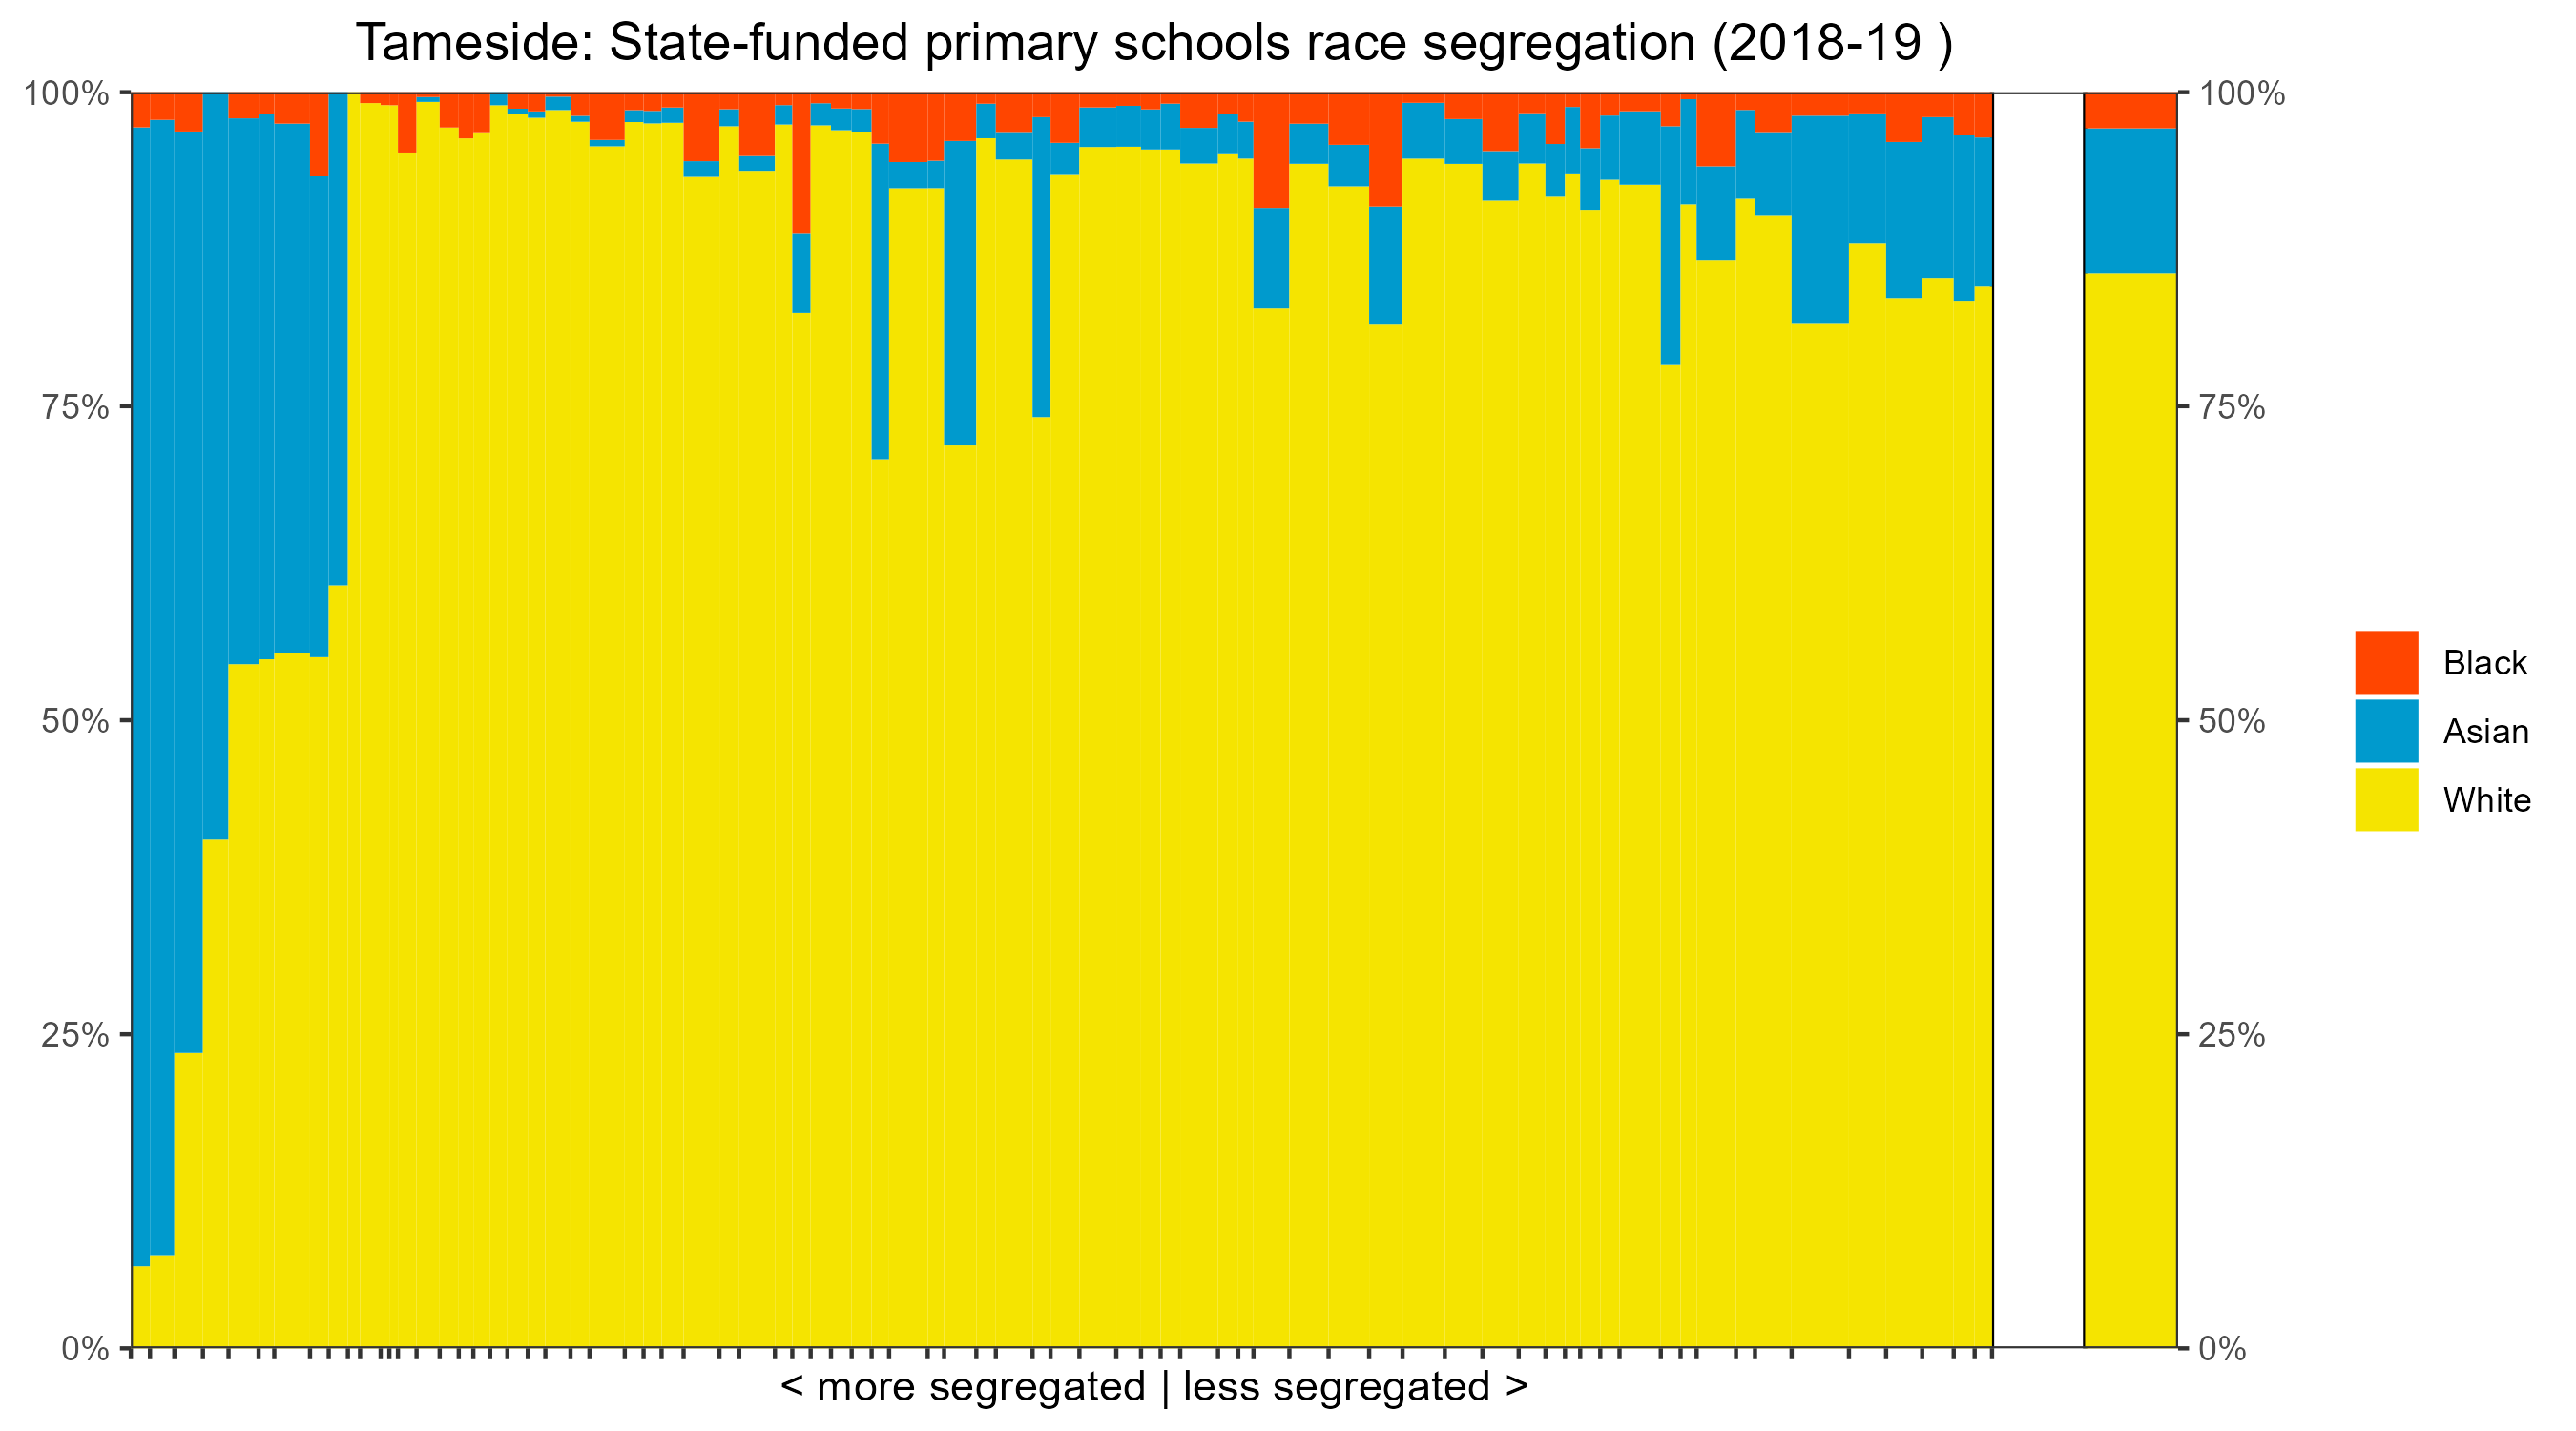 Tameside: State-funded primary schools race segregation (2018-19 )
100%
75%
50%
25%
0%
100%
75%
50%
25%
0%
Black
Asian
White
< more segregated | less segregated >